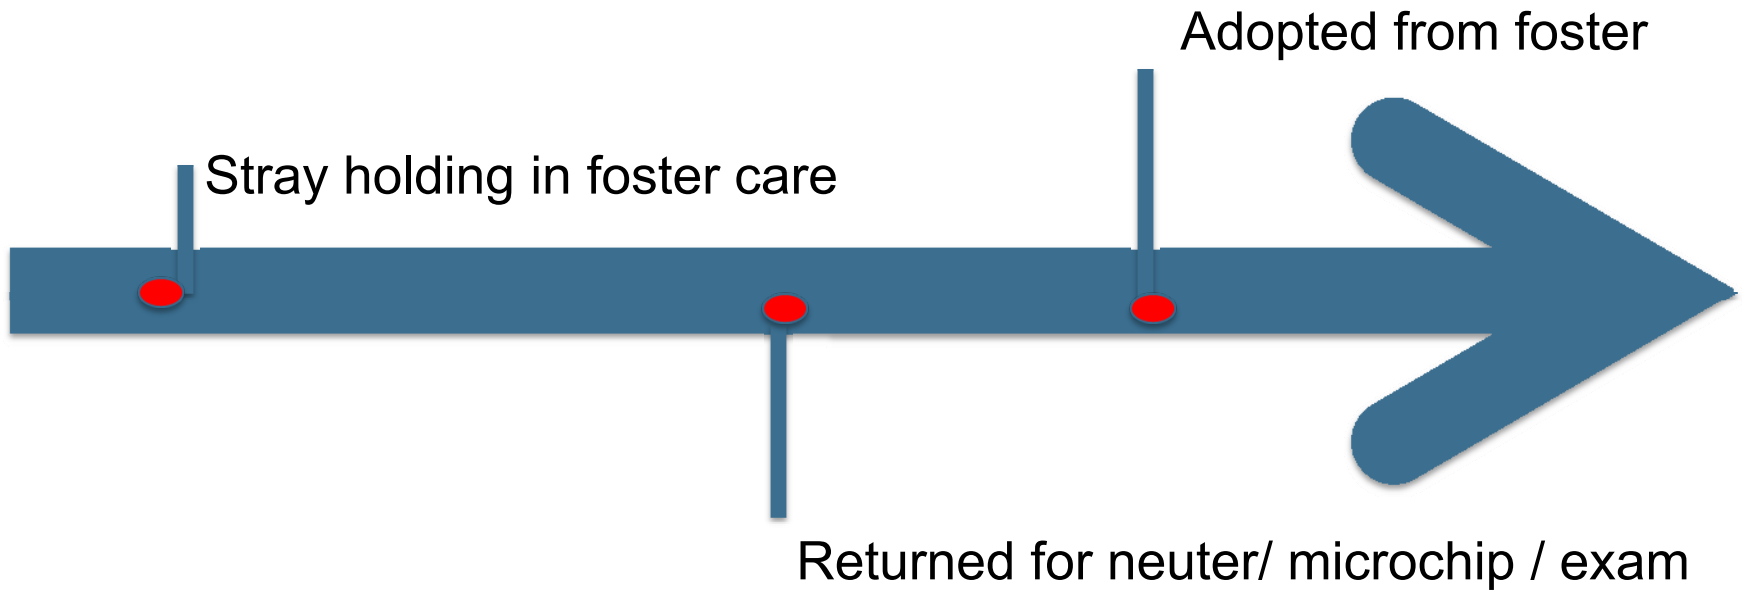 Adopted from foster
Stray holding in foster care
Returned for neuter/ microchip / exam